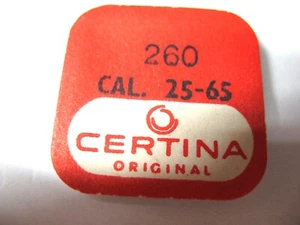 260
CAL. 25-65
CERTINA
ORIGINAL